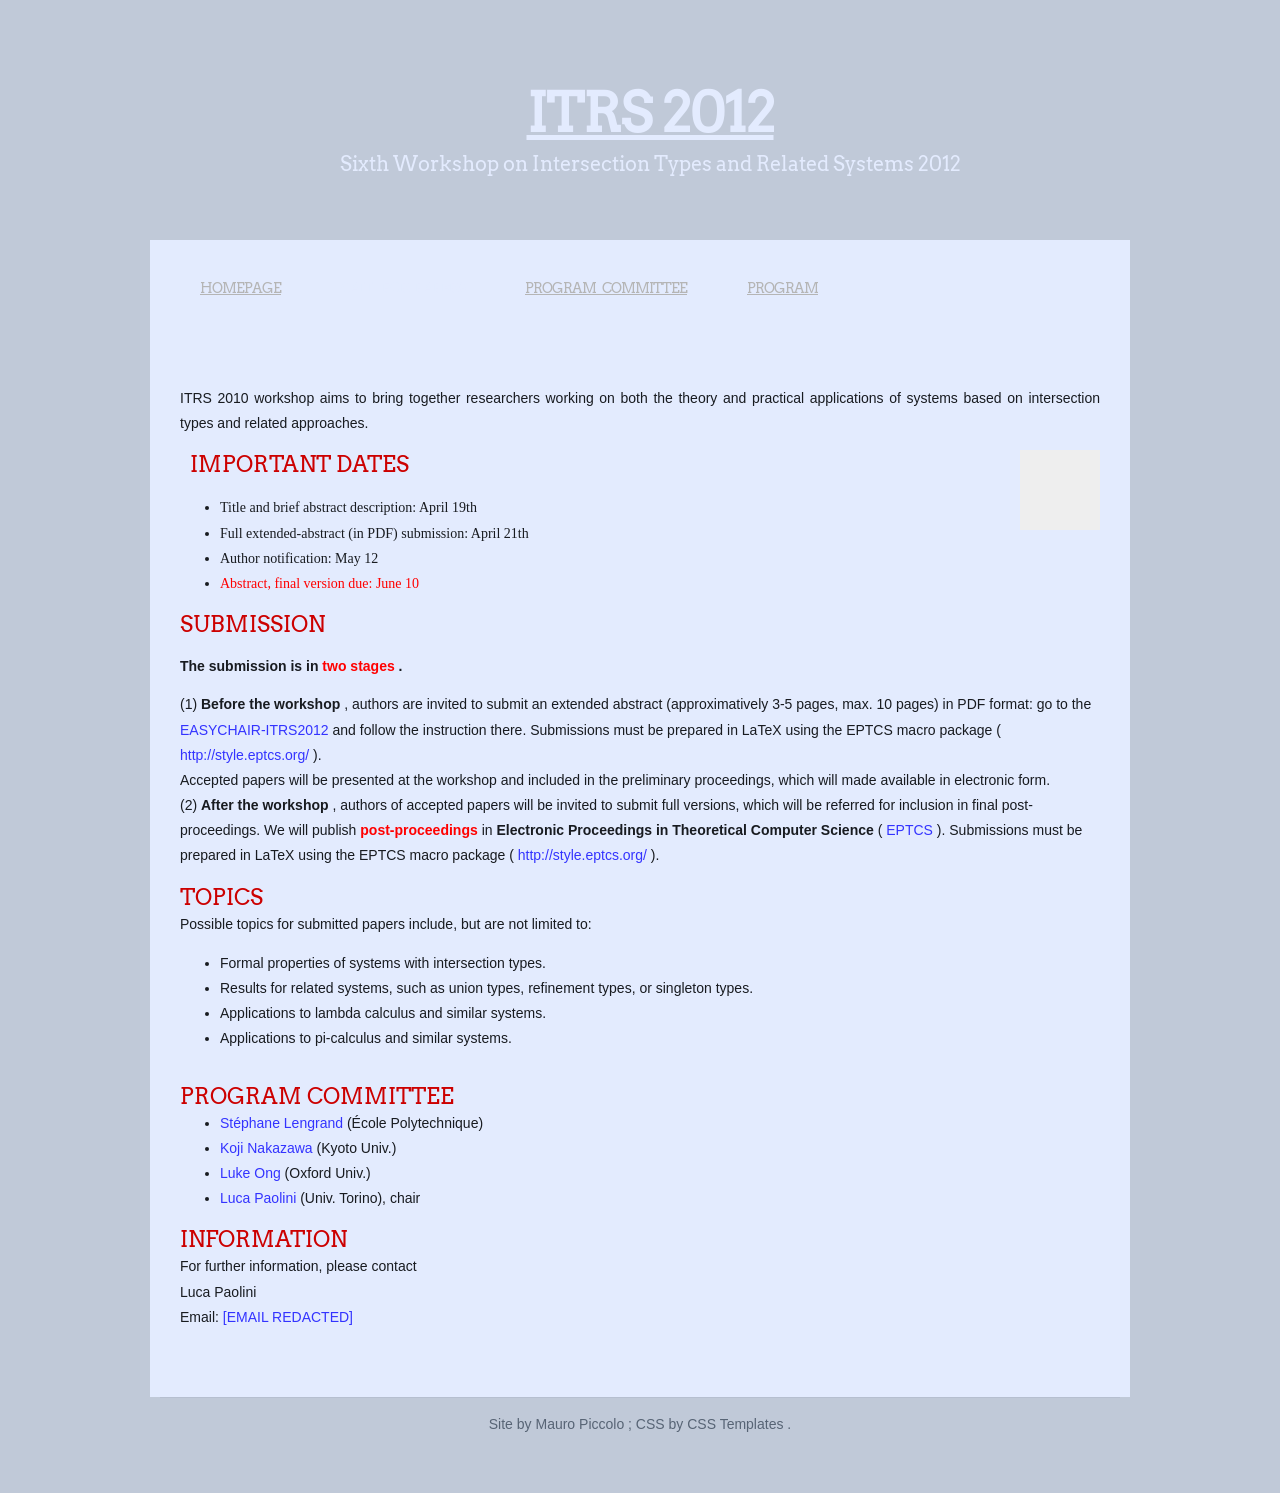 ITRS 2012
Sixth Workshop on Intersection Types and Related Systems 2012
HOMEPAGE PROGRAM COMMITTEE PROGRAM
ITRS 2010 workshop aims to bring together researchers working on both the theory and practical applications of systems based on intersection
types and related approaches.
IMPORTANT DATES
Title and brief abstract description: April 19th
Full extended-abstract (in PDF) submission: April 21th
Author notification: May 12
Abstract, final version due: June 10
SUBMISSION
The submission is in two stages .
(1) Before the workshop , authors are invited to submit an extended abstract (approximatively 3-5 pages, max. 10 pages) in PDF format: go to the
EASYCHAIR-ITRS2012 and follow the instruction there. Submissions must be prepared in LaTeX using the EPTCS macro package (
http://style.eptcs.org/ ).
Accepted papers will be presented at the workshop and included in the preliminary proceedings, which will made available in electronic form.
(2) After the workshop , authors of accepted papers will be invited to submit full versions, which will be referred for inclusion in final post-
proceedings. We will publish post-proceedings in Electronic Proceedings in Theoretical Computer Science ( EPTCS ). Submissions must be
prepared in LaTeX using the EPTCS macro package ( http://style.eptcs.org/ ).
TOPICS
Possible topics for submitted papers include, but are not limited to:
Formal properties of systems with intersection types.
Results for related systems, such as union types, refinement types, or singleton types.
Applications to lambda calculus and similar systems.
Applications to pi-calculus and similar systems.
PROGRAM COMMITTEE
Stéphane Lengrand (École Polytechnique)
Koji Nakazawa (Kyoto Univ.)
Luke Ong (Oxford Univ.)
Luca Paolini (Univ. Torino), chair
INFORMATION
For further information, please contact
Luca Paolini
Email: [EMAIL REDACTED]
Site by Mauro Piccolo ; CSS by CSS Templates .